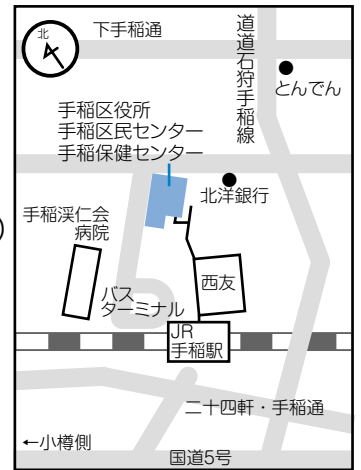 北
下手稲通
道道石狩手稲線
とんでん
手稲区役所
手稲区民センター
手稲保健センター
北洋銀行
手稲渓仁会
病院
バス
ターミナル
西友
JR
手稲駅
二十四軒・手稲通
←小樽側
国道5号